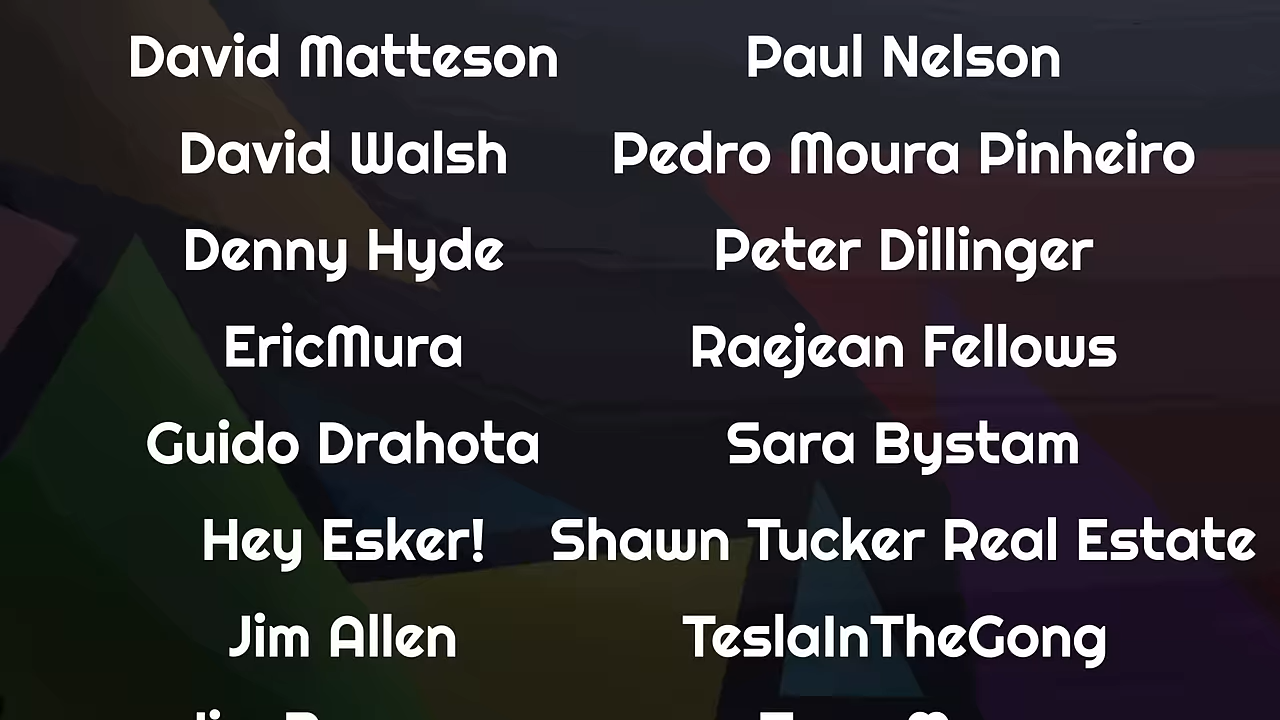 David Matteson
David Walsh
Denny Hyde
EricMura
Guido Drahota
Hey Esker!
Jim Allen
Paul Nelson
Pedro Moura Pinheiro
Peter Dillinger
Raejean Fellows
Sara Bystam
Shawn Tucker Real Estate
TeslaInTheGong